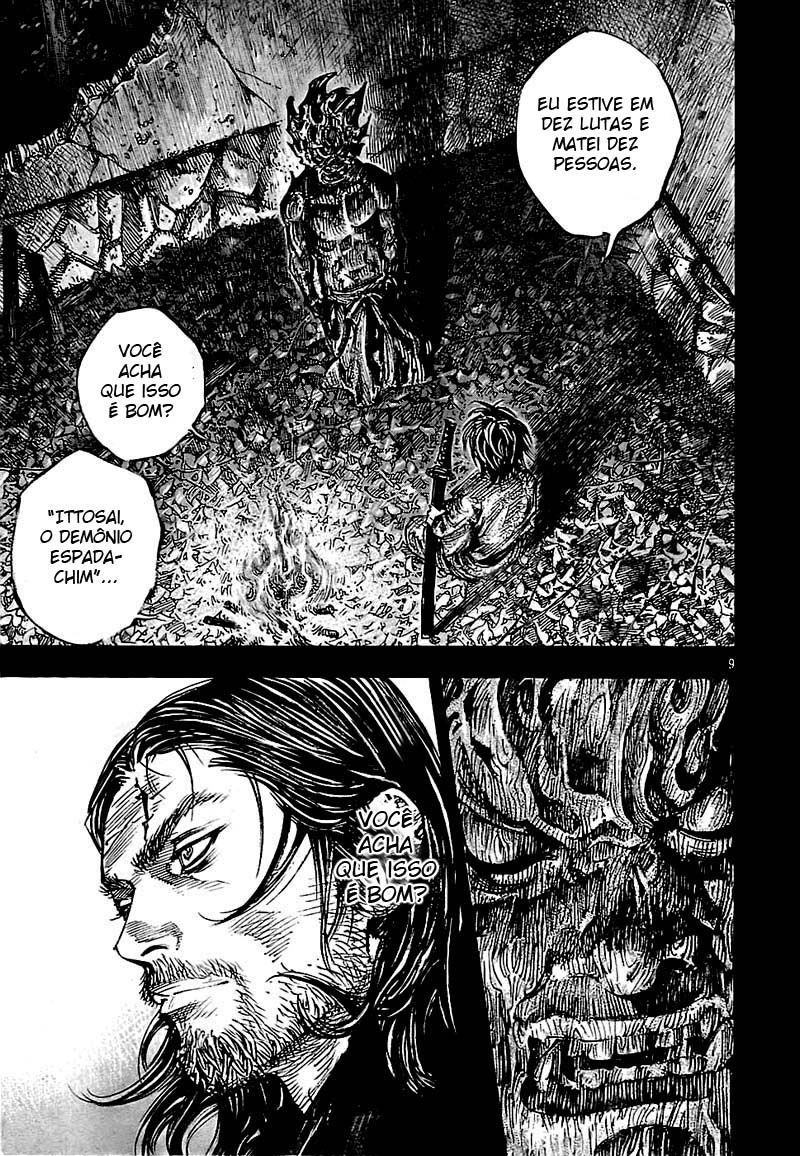 EU ESTIVE EM
DEZ LUTAS E
MATEI DEZ
PESSOAS.
VOCÊ
ACHA
QUE ISSO
É BOM?
"ITTOSAI,
O DEMÔNIO
ESPADA-
CHIM"...
9
VOCÊ
ACHA
QUE ISSO
É BOM?